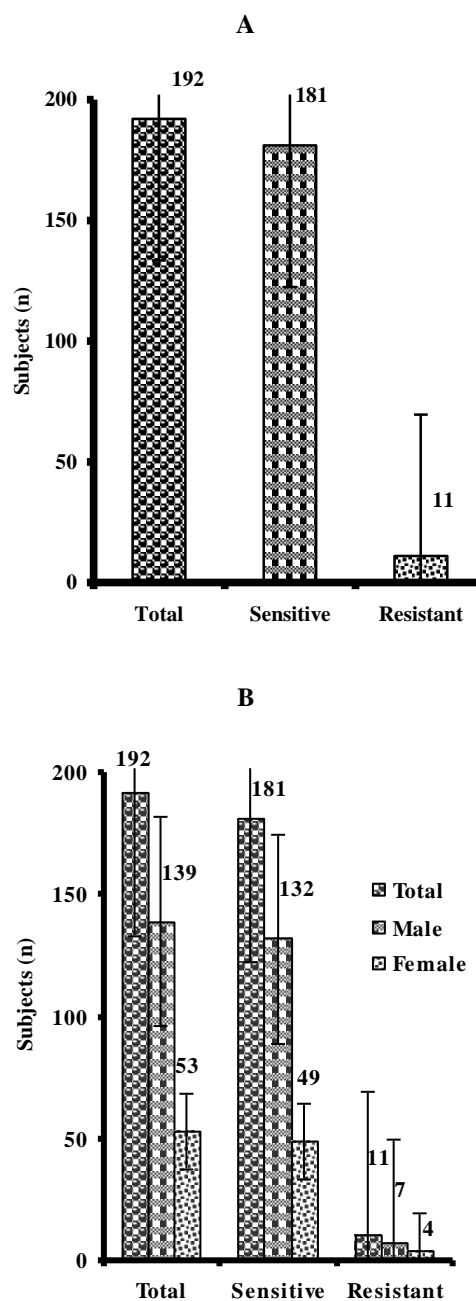 A
192
181
11
200
150
100
50
0
Subjects (n)
Total Sensitive Resistant
B
192
139
53
181
132
49
11
7
4
200
150
100
50
0
Subjects (n)
Total
Male
Female
Total Sensitive Resistant